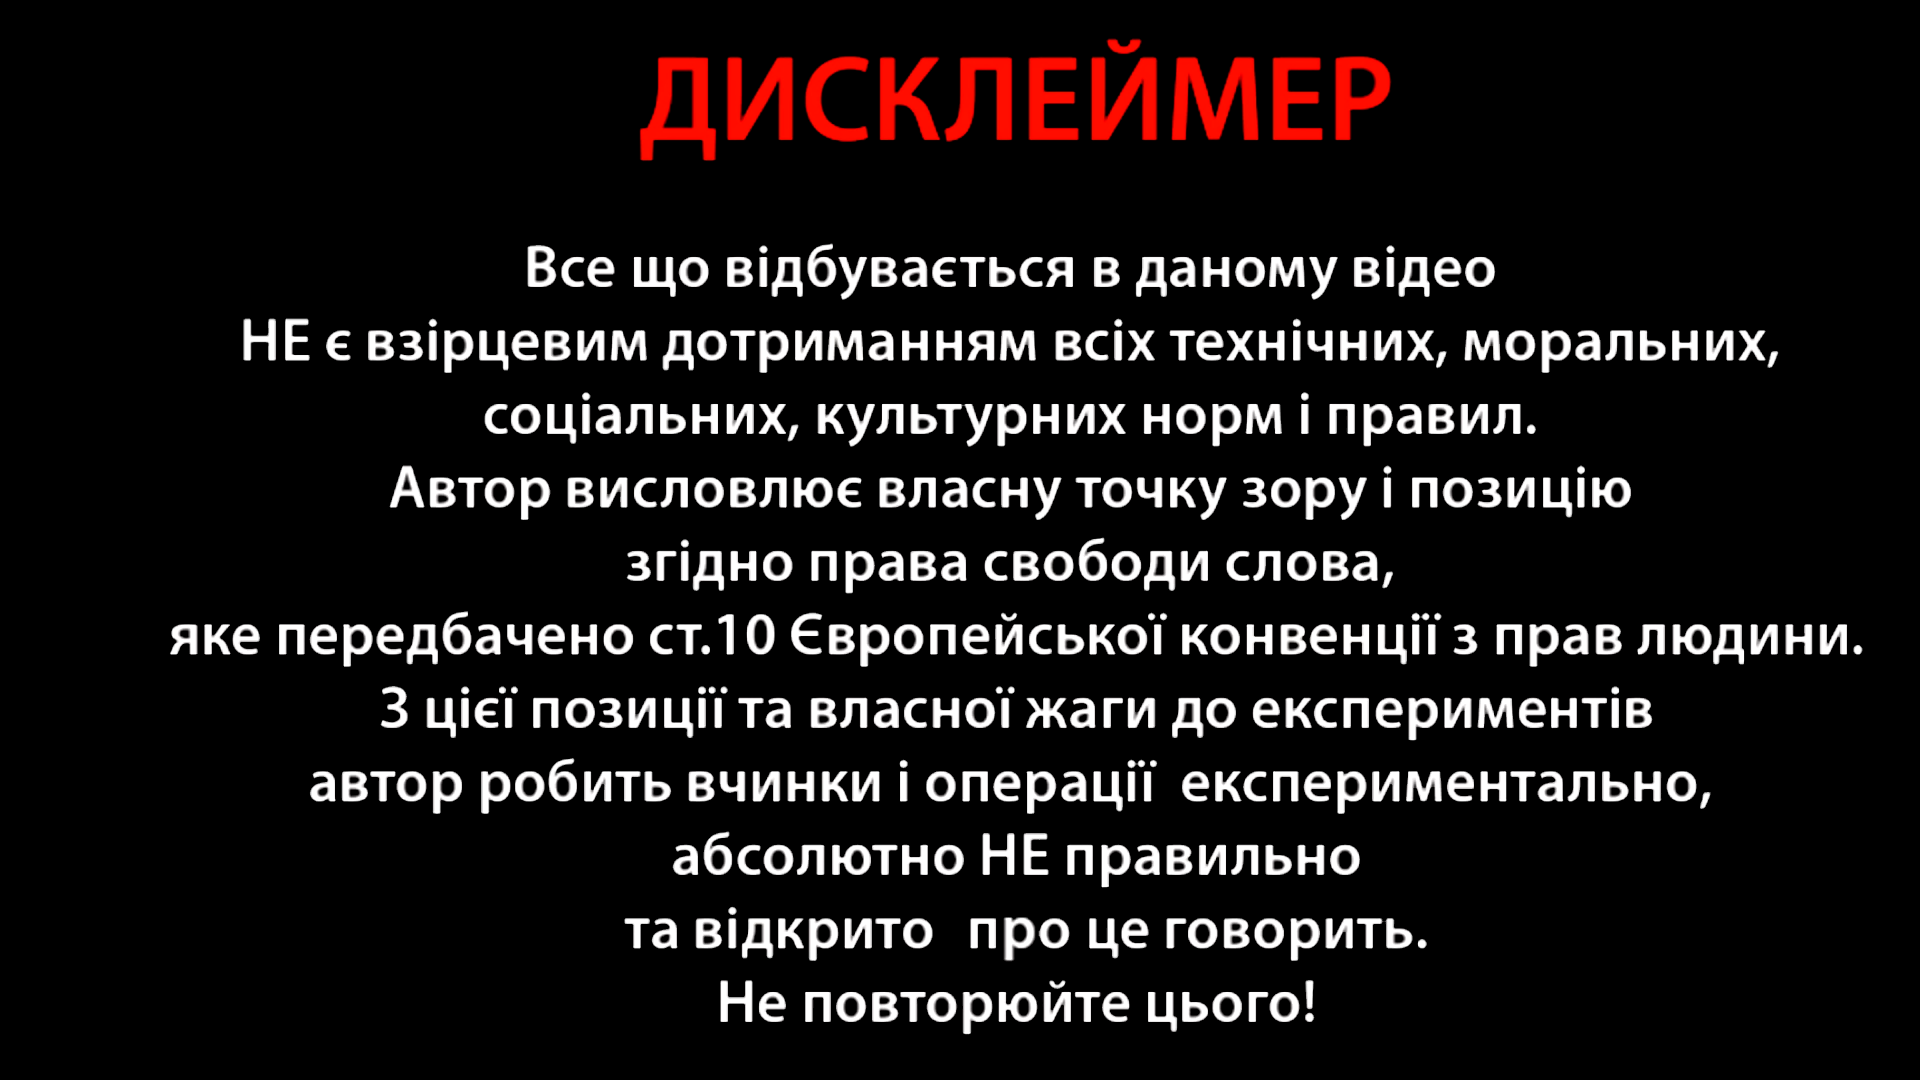 ДИСКЛЕЙМЕР
Все що відбувається в даному відео
НЕ є взірцевим дотриманням всіх технічних, моральних,
соціальних, культурних норм і правил.
Автор висловлює власну точку зору і позицію
згідно права свободи слова,
яке передбачено ст.10 Європейської конвенції з прав людини.
З цієї позиції та власної жаги до експериментів
автор робить вчинки і операції експериментально,
абсолютно НЕ правильно
та відкрито про це говорить.
Не повторюйте цього!